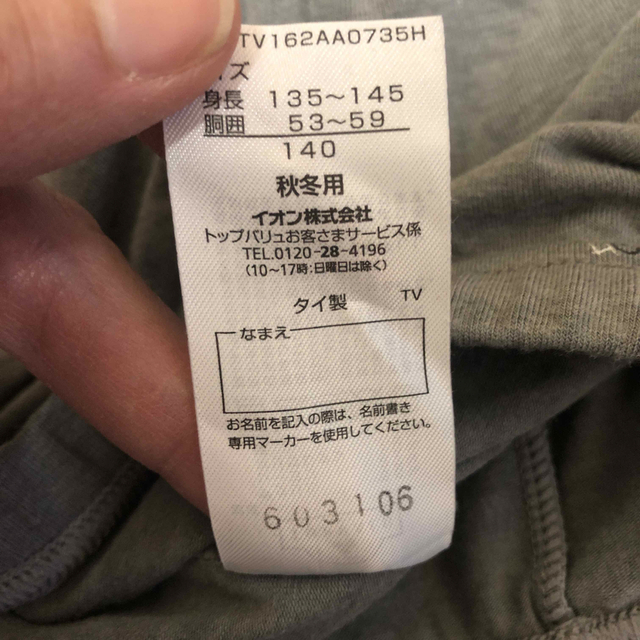 TV162AA0735H
イズ
身長 135～145
胴囲 53～59
140
秋冬用
イオン株式会社
トップバリュお客さまサービス係
TEL.0120-28-4196
（10～17時:日曜日は除く）
タイ製 TV
なまえ
お名前を記入の際は、名前書き
専用マーカーを使用してください。
603106